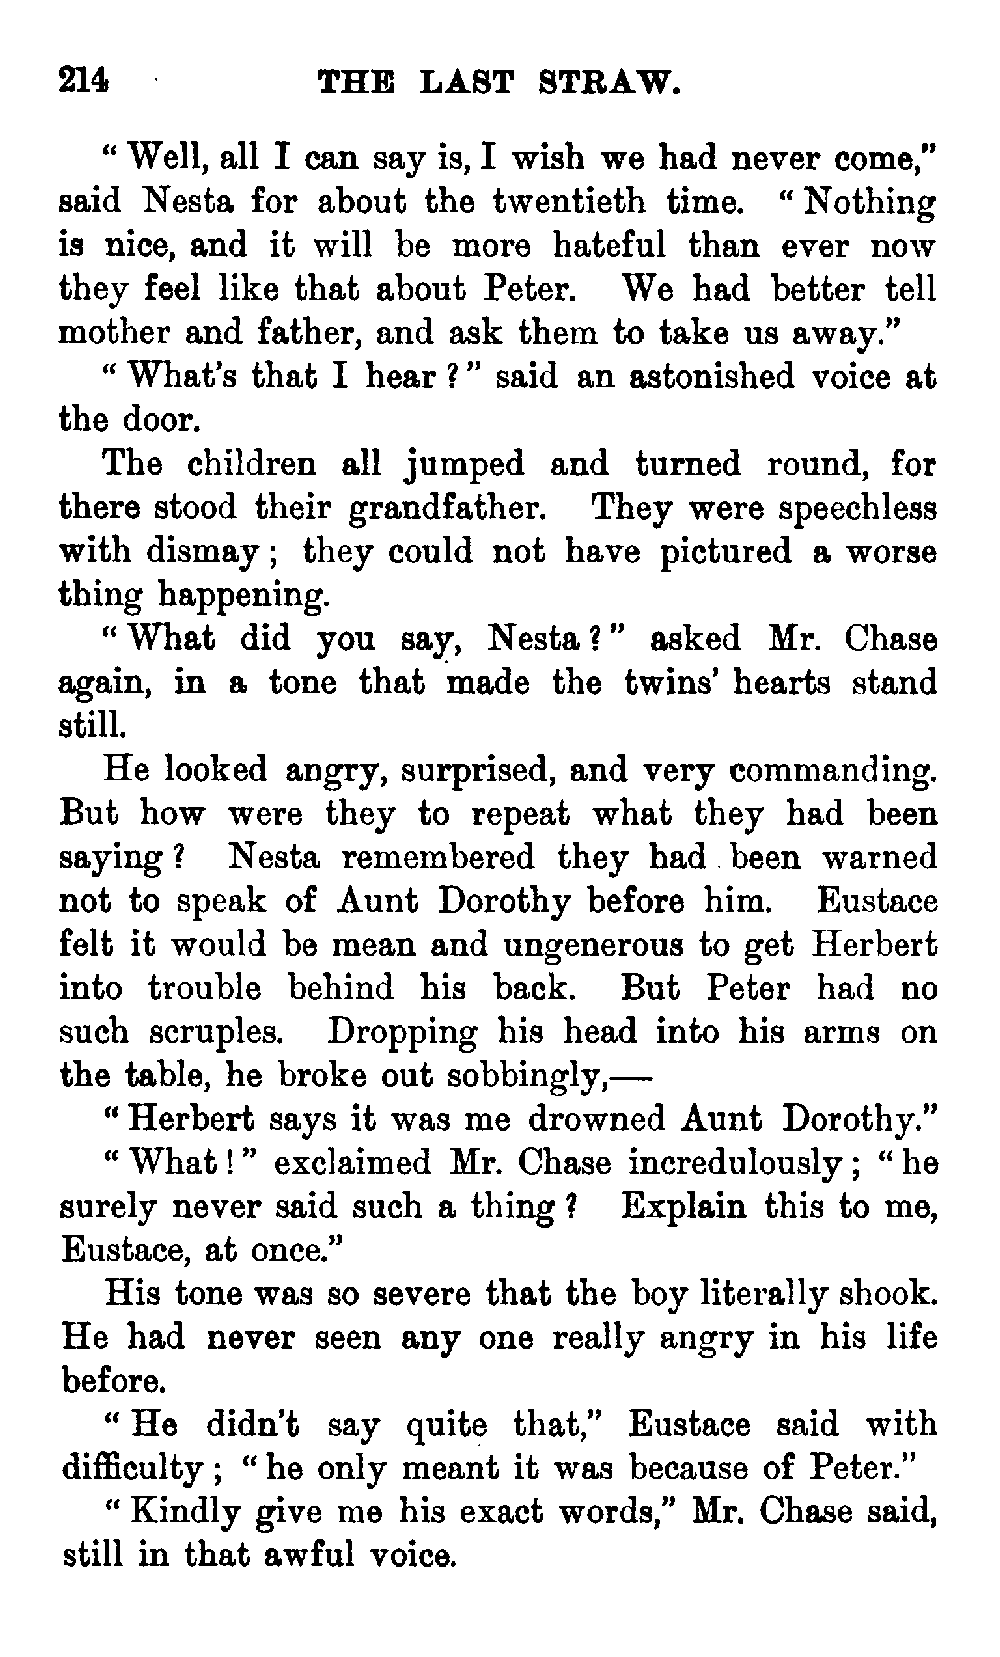 214 THE LAST STRAW.
“ Well, all I can say is, I wish we had never come,”
said Nesta for about the twentieth time. “ Nothing
is nice, and it will be more hateful than ever now
they feel like that about Peter. We had better tell
mother and father, and ask them to take us away.”
“ What’s that I hear ? ” said an astonished voice at
the door.
The children all jumped and turned round, for
there stood their grandfather. They were speechless
with dismay ; they could not have pictured a worse
thing happening.
“ What did you say, Nesta ? ” asked Mr. Chase
again, in a tone that made the twins’ hearts stand
still.
He looked angry, surprised, and very commanding.
But how were they to repeat what they had been
saying ? Nesta remembered they had been warned
not to speak of Aunt Dorothy before him. Eustace
felt it would be mean and ungenerous to get Herbert
into trouble behind his back. But Peter had no
such scruples. Dropping his head into his arms on
the table, he broke out sobbingly,—
“ Herbert says it was me drowned Aunt Dorothy.”
“ What ! ” exclaimed Mr. Chase incredulously ; “ he
surely never said such a thing ? Explain this to me,
Eustace, at once.”
His tone was so severe that the boy literally shook.
He had never seen any one really angry in his life
before.
“ He didn’t say quite that,” Eustace said with
difficulty ; “ he only meant it was because of Peter.”
“ Kindly give me his exact words,” Mr. Chase said,
still in that awful voice.